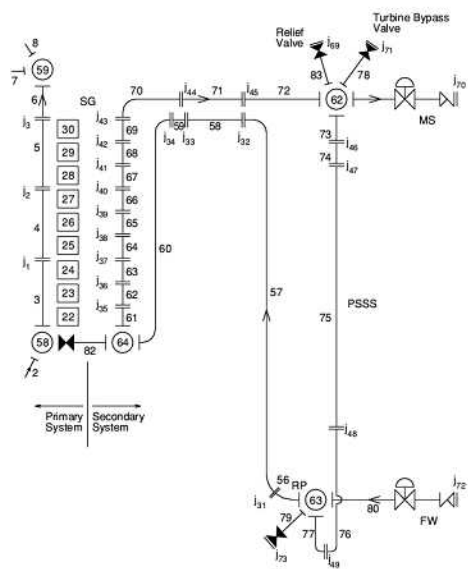 Relief
Valve
Turbine Bypass
Valve
8
j69
j71
7
59
83
78
j70
6
SG
70
j44
71
j45
72
62
MS
j3
30
j43
69
j34
59
j33
58
j32
73
j46
5
29
j42
68
74
j47
28
j41
67
j2
27
j40
66
26
j39
65
4
25
j38
64
60
j1
24
j37
63
57
PSSS
3
23
j36
62
75
22
j35
61
58
82
64
2
Primary
System
Secondary
System
j48
56
RP
j72
j31
63
80
FW
79
77
76
j73
j49